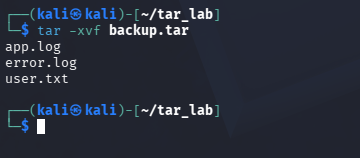 ┌──(kali㉿kali)-[~/tar_lab]
└─$ tar -xvf backup.tar
app.log
error.log
user.txt
┌──(kali㉿kali)-[~/tar_lab]
└─$